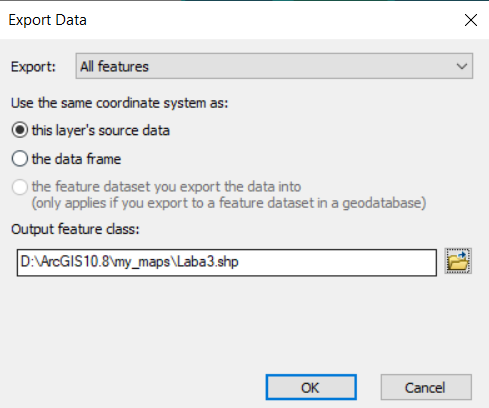 Export Data
Export: All features
Use the same coordinate system as:
this layer's source data
the data frame
the feature dataset you export the data into
(only applies if you export to a feature dataset in a geodatabase)
Output feature class:
D:\ArcGIS10.8\my_maps\Laba3.shp
OK Cancel